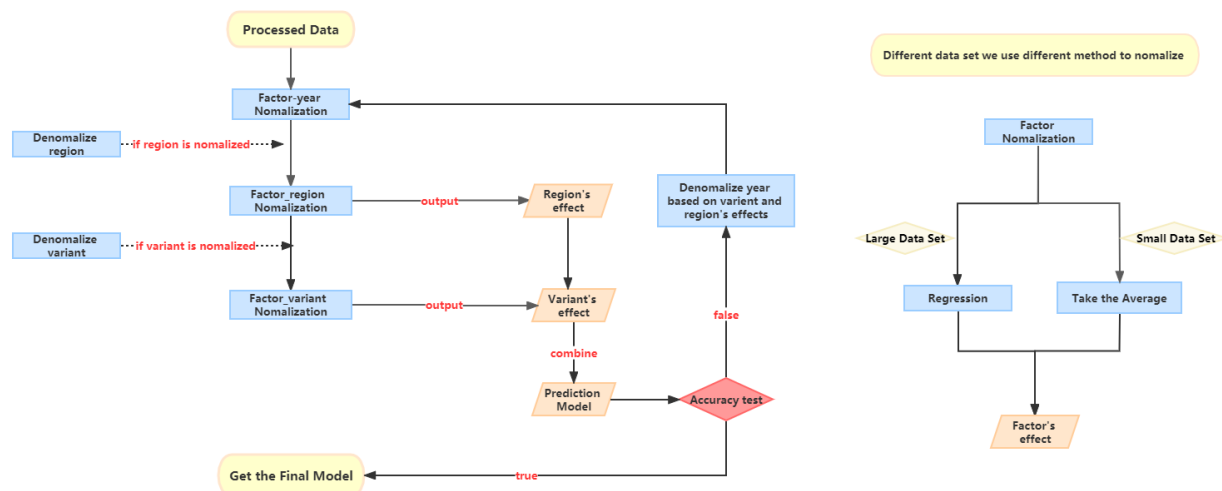 Processed Data
Factor-year
Nomalization
Denomalize
region
if region is nomalized
Factor_region
Nomalization
output
Region's
effect
Denomalize
variant
if variant is nomalized
Factor_variant
Nomalization
output
Variant's
effect
combine
Prediction
Model
Accuracy test
false
Denomalize year
based on varient and
region's effects
true
Get the Final Model
Different data set we use different method to nomalize
Factor
Nomalization
Large Data Set
Small Data Set
Regression
Take the Average
Factor's
effect